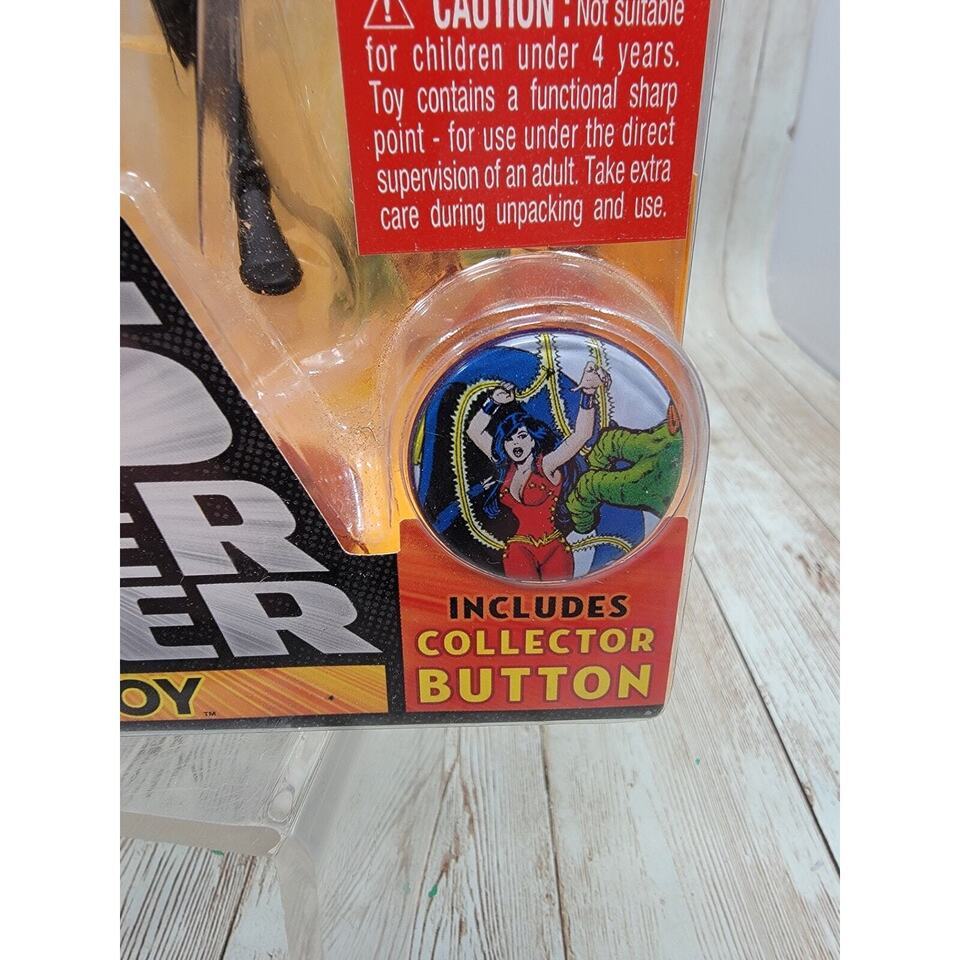 CAUTION : Not suitable
for children under 4 years.
Toy contains a functional sharp
point - for use under the direct
supervision of an adult. Take extra
care during unpacking and use.
INCLUDES
COLLECTOR
BUTTON